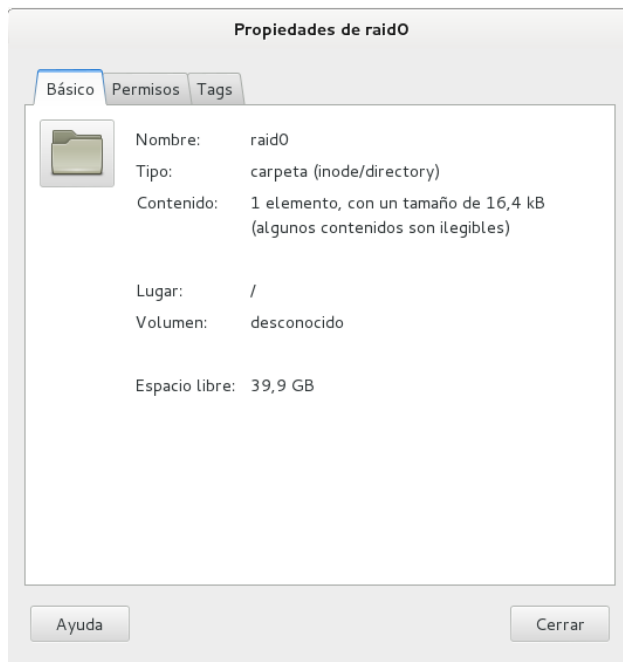 Propiedades de raid0
Básico Permisos Tags
Nombre: raid0
Tipo: carpeta (inode/directory)
Contenido: 1 elemento, con un tamaño de 16,4 kB
(algunos contenidos son ilegibles)
Lugar: /
Volumen: desconocido
Espacio libre: 39,9 GB
Ayuda Cerrar